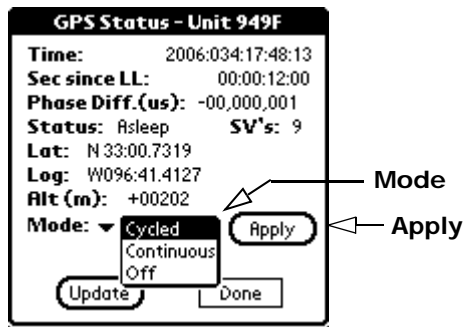 GPS Status – Unit 949F
Time: 2006:034:17:48:13
Sec since LL: 00:00:12:00
Phase Diff.(us): -00,000,001
Status: Asleep SV's: 9
Lat: N 33:00.7319
Log: W096:41.4127
Alt (m): +00202
Mode
Mode: Cycled Apply Apply
Continuous
Off
Update Done